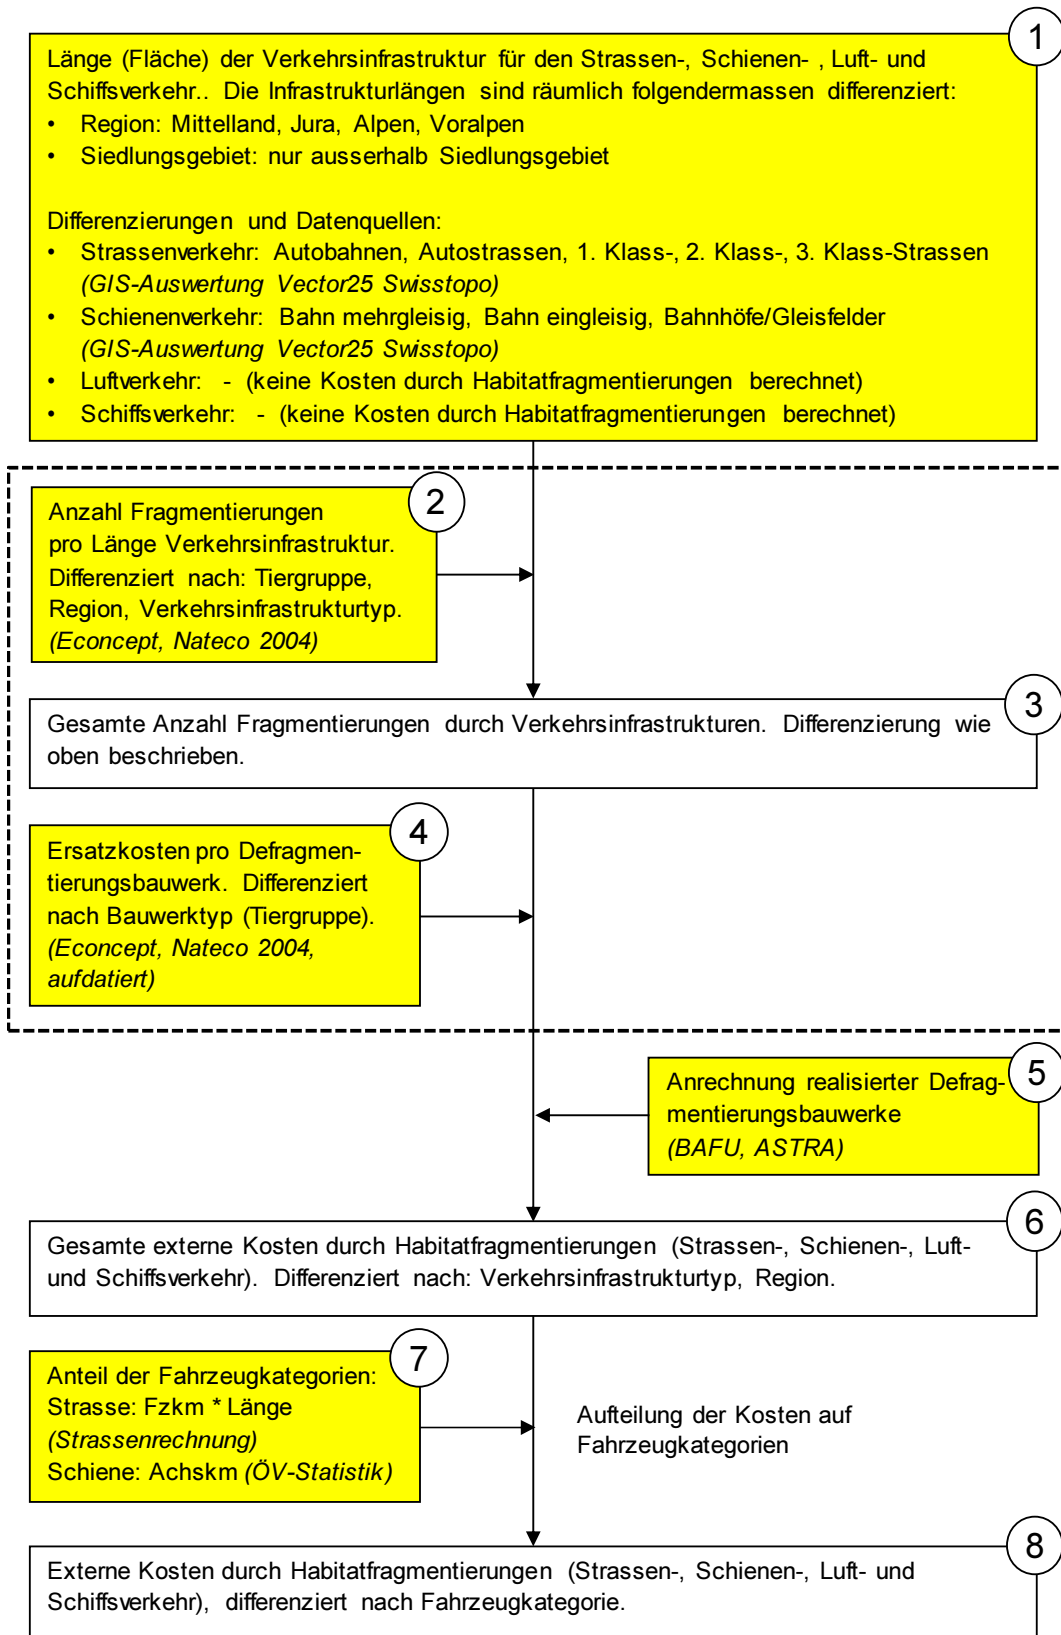 1
Länge (Fläche) der Verkehrsinfrastruktur für den Strassen-, Schienen- , Luft- und
Schiffsverkehr.. Die Infrastrukturlängen sind räumlich folgendermassen differenziert:
• Region: Mittelland, Jura, Alpen, Voralpen
• Siedlungsgebiet: nur ausserhalb Siedlungsgebiet
Differenzierungen und Datenquellen:
• Strassenverkehr: Autobahnen, Autostrassen, 1. Klass-, 2. Klass-, 3. Klass-Strassen
(GIS-Auswertung Vector25 Swisstopo)
• Schienenverkehr: Bahn mehrgleisig, Bahn eingleisig, Bahnhöfe/Gleisfelder
(GIS-Auswertung Vector25 Swisstopo)
• Luftverkehr: - (keine Kosten durch Habitatfragmentierungen berechnet)
• Schiffsverkehr: - (keine Kosten durch Habitatfragmentierungen berechnet)
2
Anzahl Fragmentierungen
pro Länge Verkehrsinfrastruktur.
Differenziert nach: Tiergruppe,
Region, Verkehrsinfrastrukturtyp.
(Econcept, Nateco 2004)
3
Gesamte Anzahl Fragmentierungen durch Verkehrsinfrastrukturen. Differenzierung wie
oben beschrieben.
4
Ersatzkosten pro Defragmen-
tierungsbauwerk. Differenziert
nach Bauwerktyp (Tiergruppe).
(Econcept, Nateco 2004,
aufdatiert)
5
Anrechnung realisierter Defrag-
mentierungsbauwerke
(BAFU, ASTRA)
6
Gesamte externe Kosten durch Habitatfragmentierungen (Strassen-, Schienen-, Luft-
und Schiffsverkehr). Differenziert nach: Verkehrsinfrastrukturtyp, Region.
7
Anteil der Fahrzeugkategorien:
Strasse: Fzkm * Länge
(Strassenrechnung)
Schiene: Achskm (ÖV-Statistik)
Aufteilung der Kosten auf
Fahrzeugkategorien
8
Externe Kosten durch Habitatfragmentierungen (Strassen-, Schienen-, Luft- und
Schiffsverkehr), differenziert nach Fahrzeugkategorie.